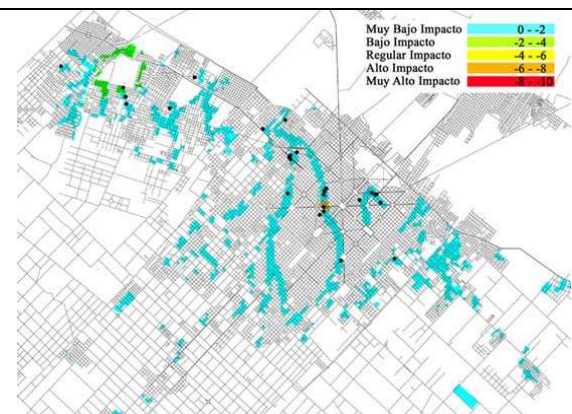 Muy Bajo Impacto 0 - -2
Bajo Impacto -2 - -4
Regular Impacto -4 - -6
Alto Impacto -6 - -8
Muy Alto Impacto -8 - -10